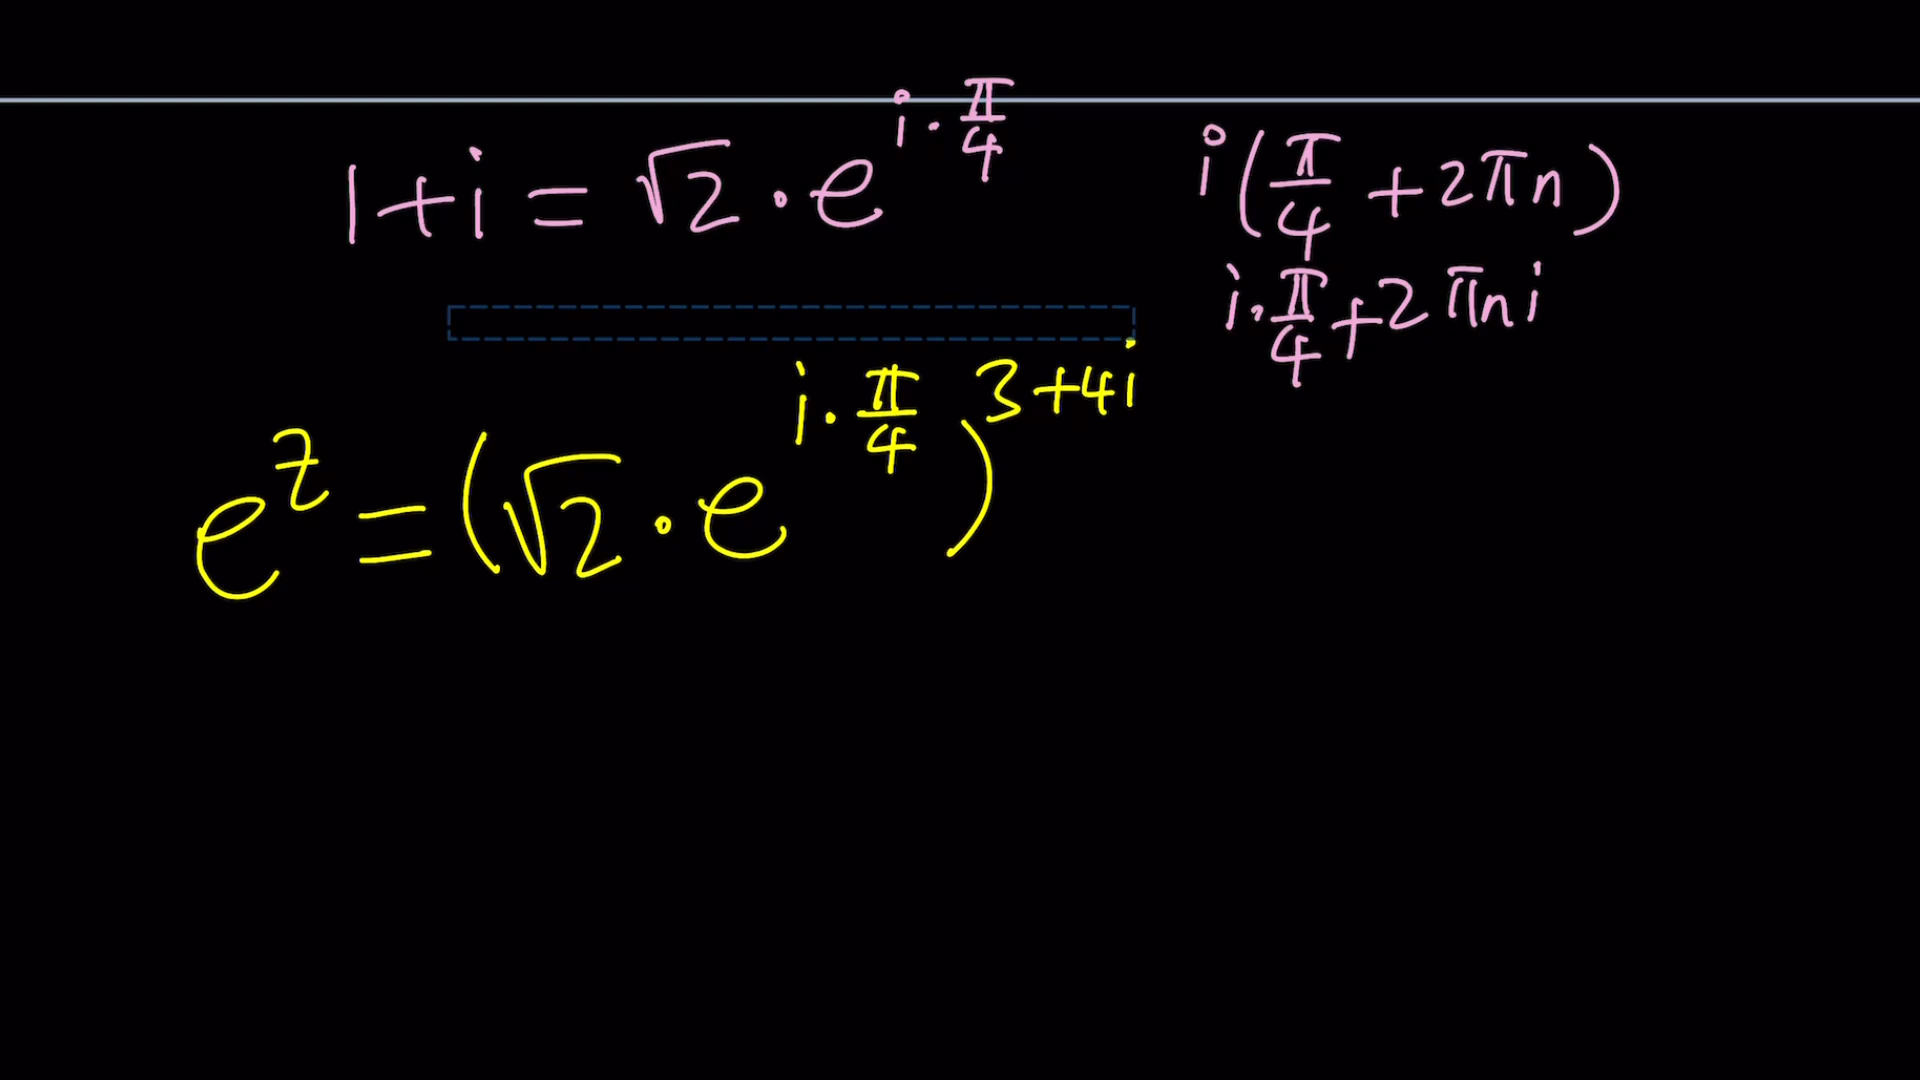 1+i = √2 · e^{i · π/4}
i(π/4 + 2πn)
i · π/4 + 2πni
e^z = (√2 · e^{i · π/4})^{3+4i}